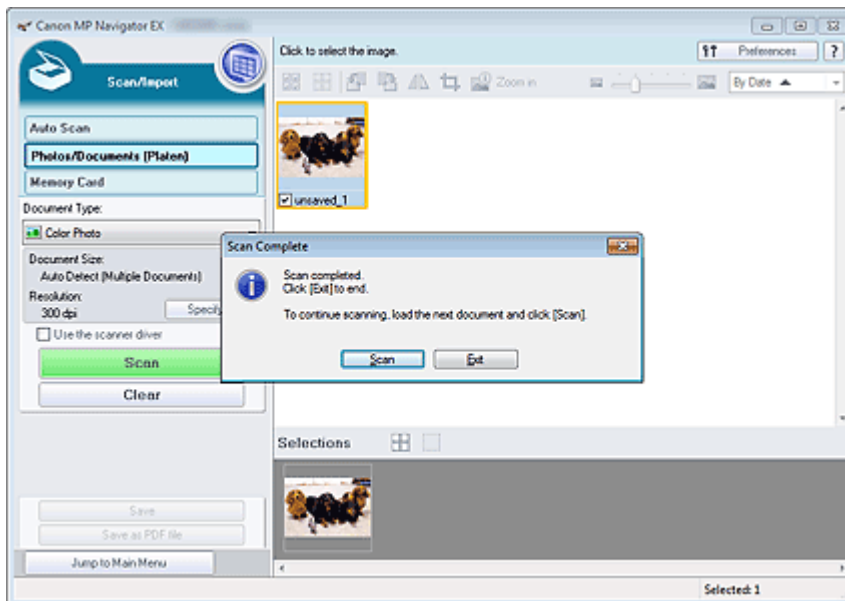 Canon MP Navigator EX
Scan/Import
Click to select the image.
Preferences
?
Zoom in
By Date
Auto Scan
Photos/Documents (Platen)
Memory Card
unsaved_1
Document Type:
Color Photo
Document Size:
Auto Detect (Multiple Documents)
Resolution:
300 dpi
Specify
Use the scanner driver
Scan
Clear
Scan Complete
Scan completed.
Click [Exit] to end.
To continue scanning, load the next document and click [Scan].
Scan
Exit
Selections
Save
Save as PDF file
Jump to Main Menu
Selected: 1